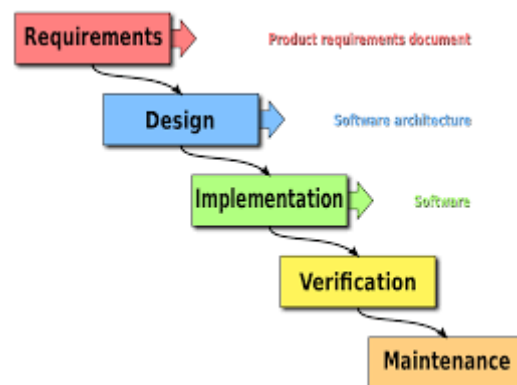 Requirements
Product requirements document
Design
Software architecture
Implementation
Software
Verification
Maintenance